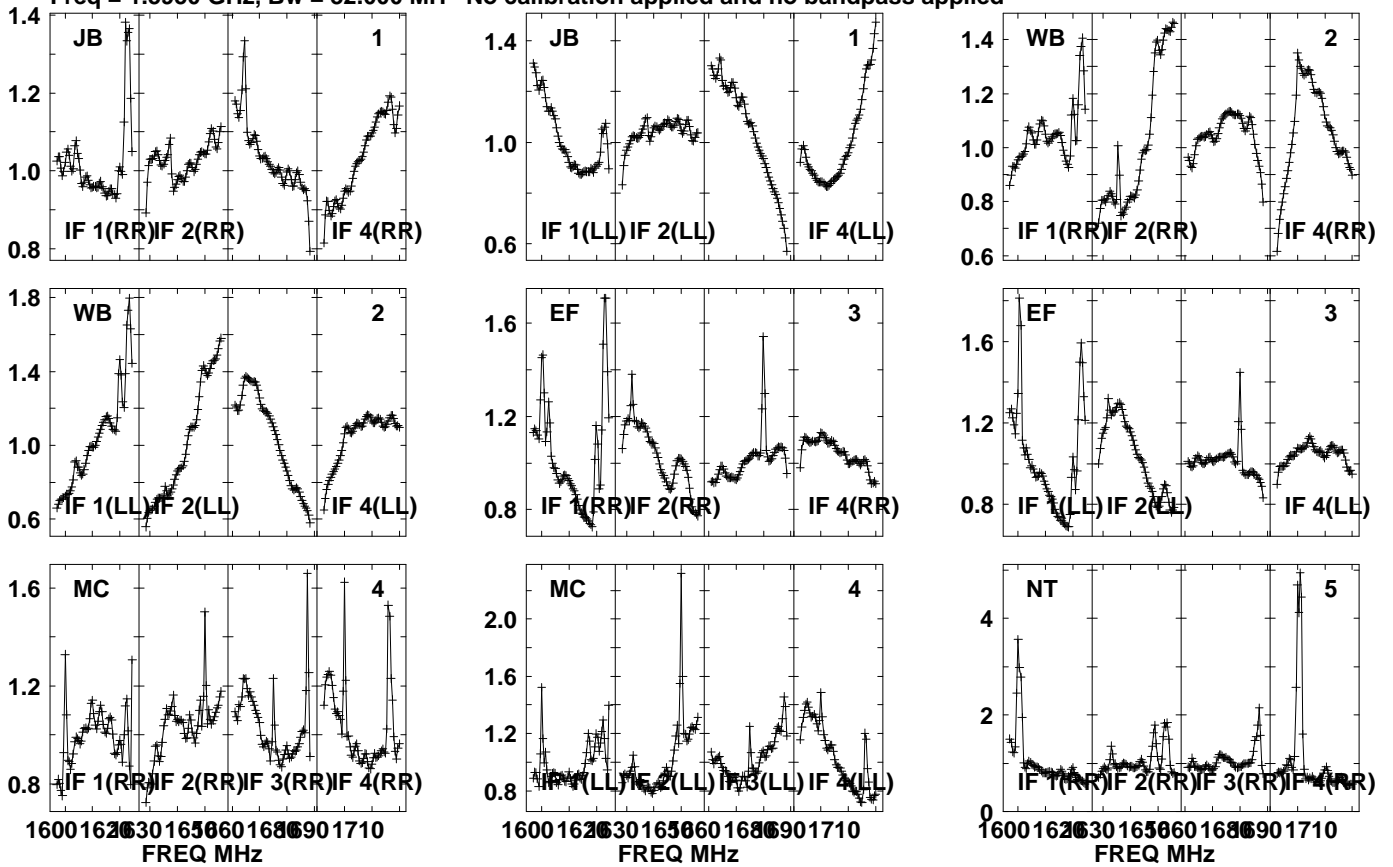 No calibration applied and no bandpass applied
JB 1 JB 1 WB 2
1.4 1.2 1.0 0.8
1.4 1.2 1.0 0.8 0.6
1.4 1.2 1.0 0.8 0.6
IF 1(RR) IF 2(RR) IF 4(RR)
IF 1(LL) IF 2(LL) IF 4(LL)
IF 1(RR) IF 2(RR) IF 4(RR)
WB 2 EF 3 EF 3
1.8 1.4 1.0 0.6
1.6 1.2 0.8
1.6 1.2 0.8
IF 1(LL) IF 2(LL) IF 4(LL)
IF 1(RR) IF 2(RR) IF 4(RR)
IF 1(LL) IF 2(LL) IF 4(LL)
MC 4 MC 4 NT 5
1.6 1.2 0.8
2.0 1.6 1.2 0.8
4 2 0
IF 1(RR) IF 2(RR) IF 3(RR) IF 4(RR)
IF 1(LL) IF 2(LL) IF 3(LL) IF 4(LL)
IF 1(RR) IF 2(RR) IF 3(RR) IF 4(RR)
1600 1710 1600 1710
FREQ MHz FREQ MHz